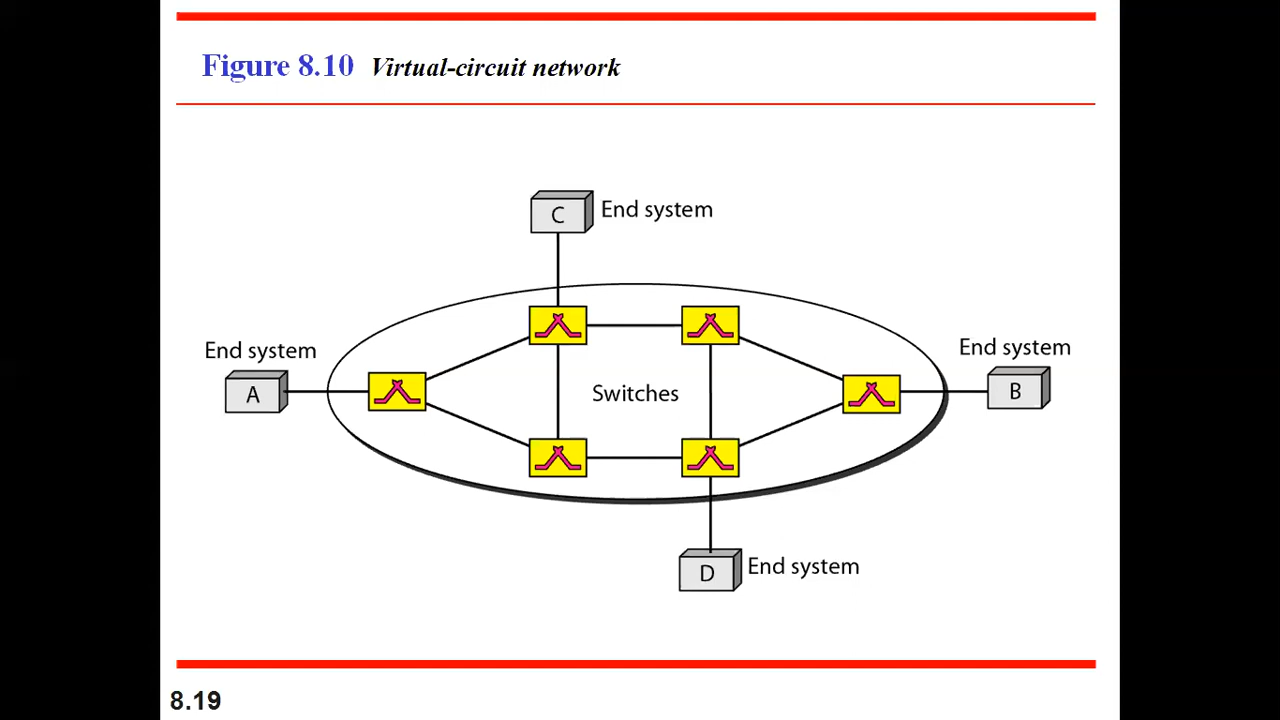 Figure 8.10 Virtual-circuit network
C End system
End system
A
Switches
End system
B
D End system
8.19